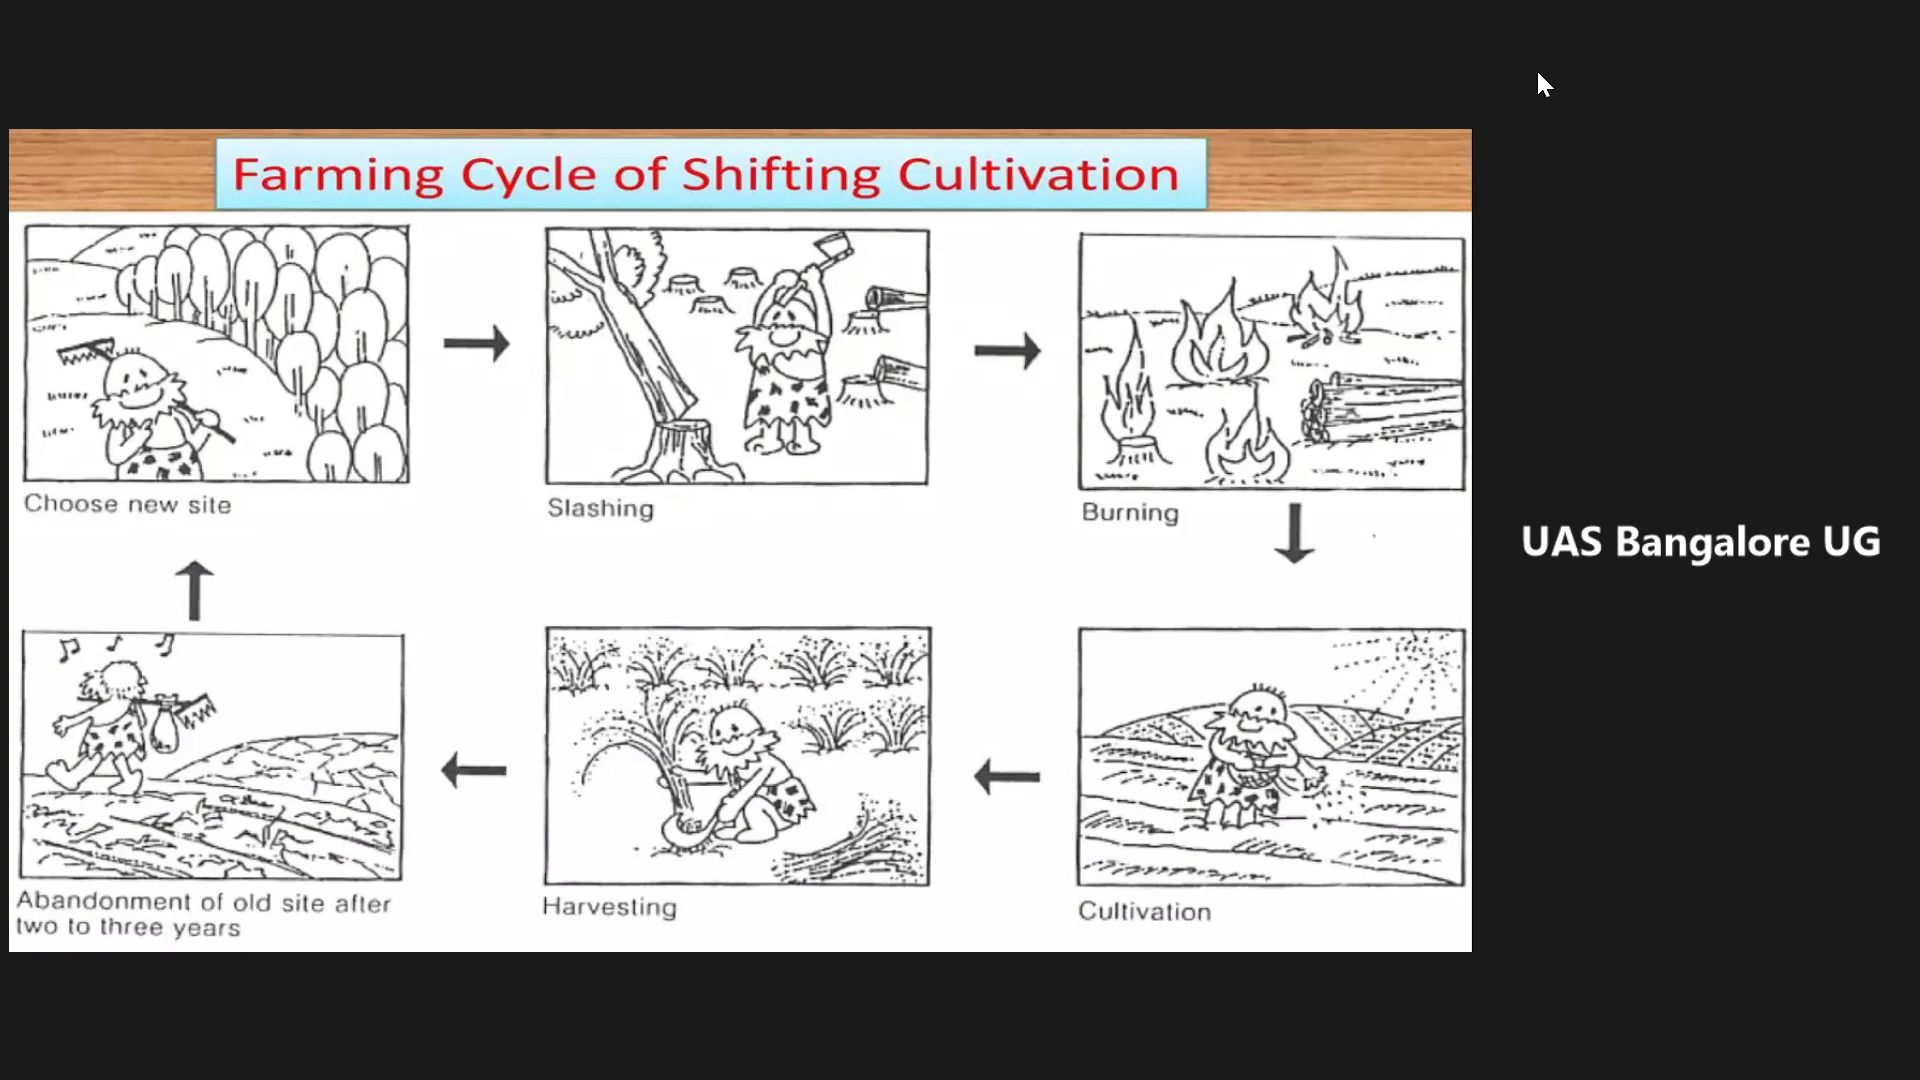 Farming Cycle of Shifting Cultivation
Choose new site
Slashing
Burning
UAS Bangalore UG
Abandonment of old site after
two to three years
Harvesting
Cultivation